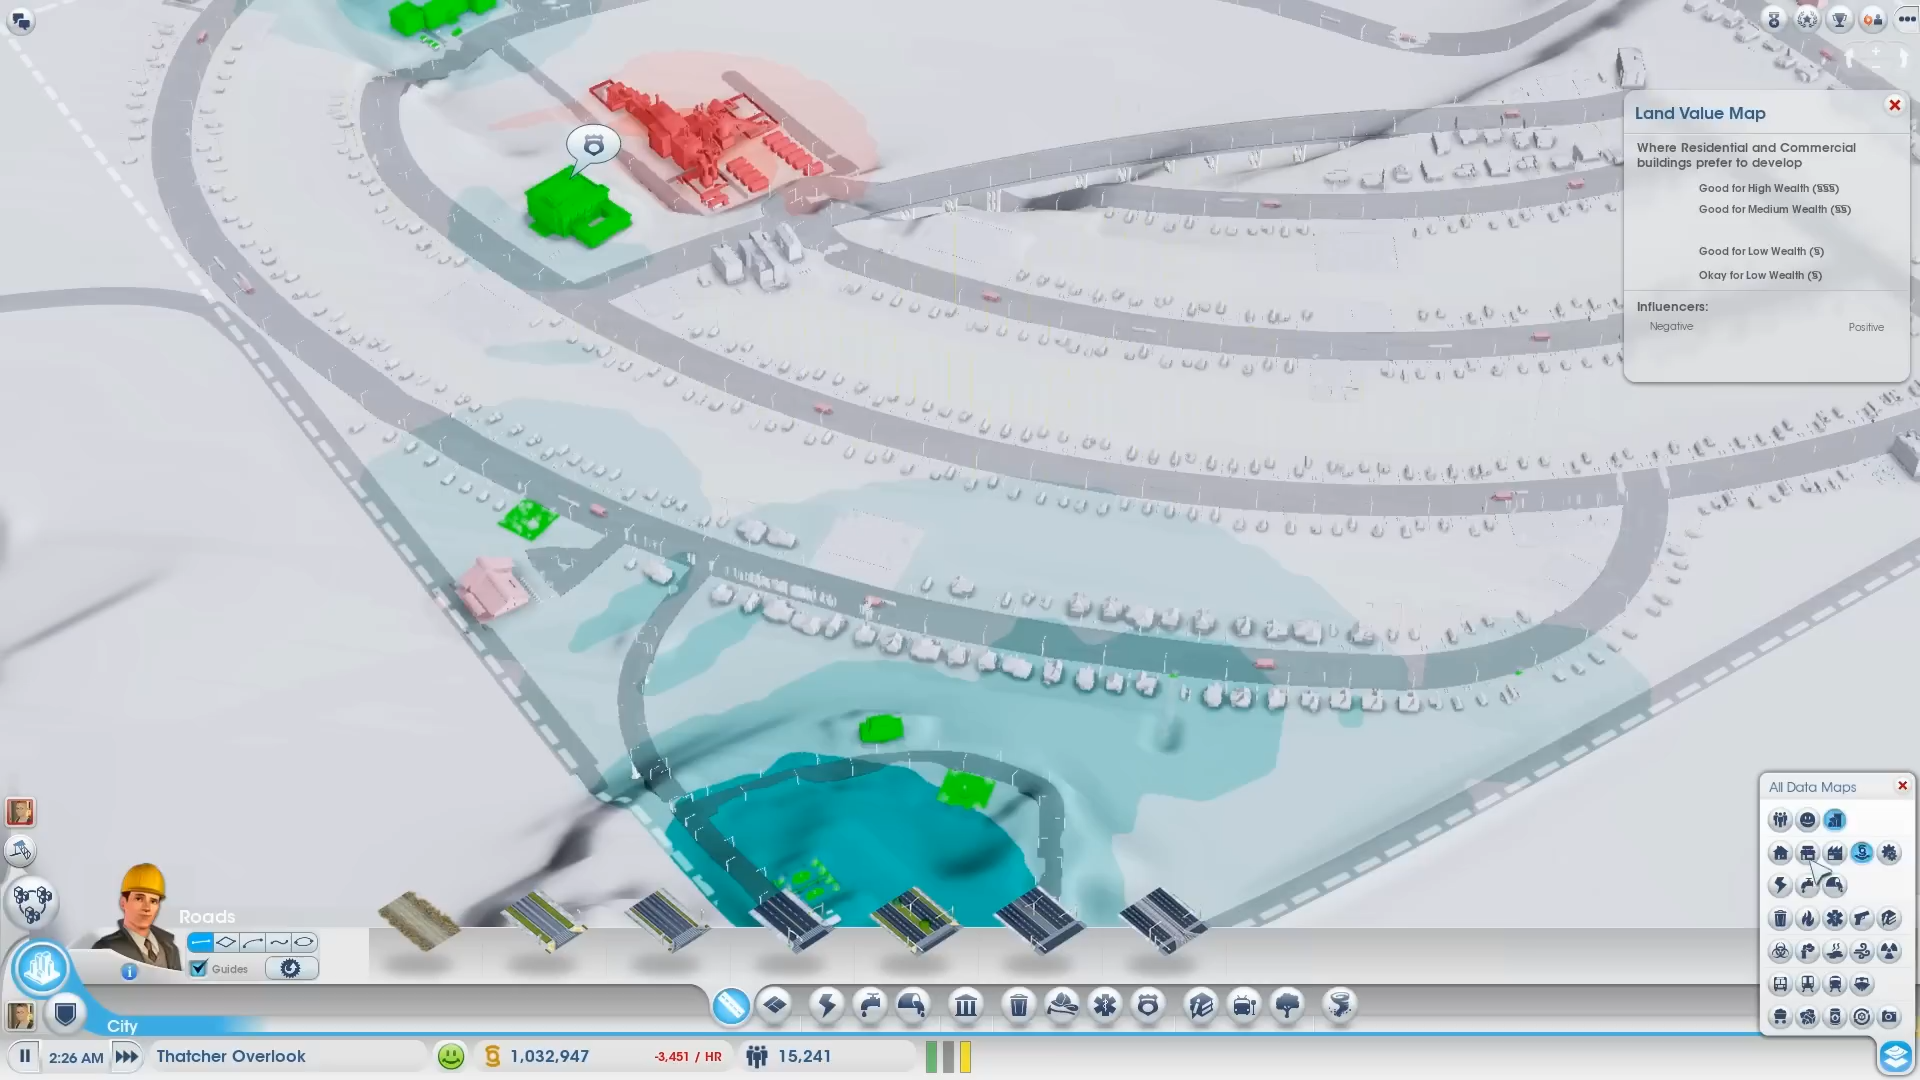 Land Value Map
Where Residential and Commercial
buildings prefer to develop
Good for High Wealth (§§§)
Good for Medium Wealth (§§)
Good for Low Wealth (§)
Okay for Low Wealth (§)
Influencers:
Negative
Positive
All Data Maps
Roads
Guides
City
2:26 AM
Thatcher Overlook
1,032,947
-3,451 / HR
15,241